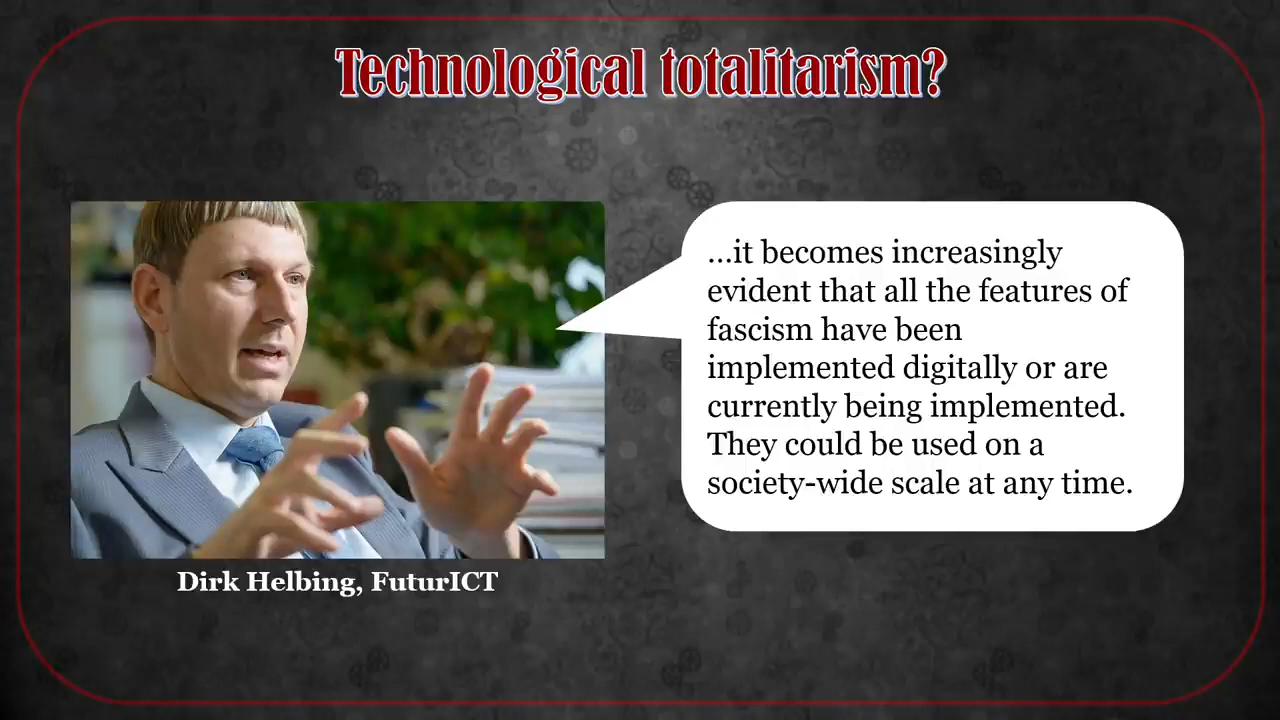 Technological totalitarism?
...it becomes increasingly
evident that all the features of
fascism have been
implemented digitally or are
currently being implemented.
They could be used on a
society-wide scale at any time.
Dirk Helbing, FuturICT